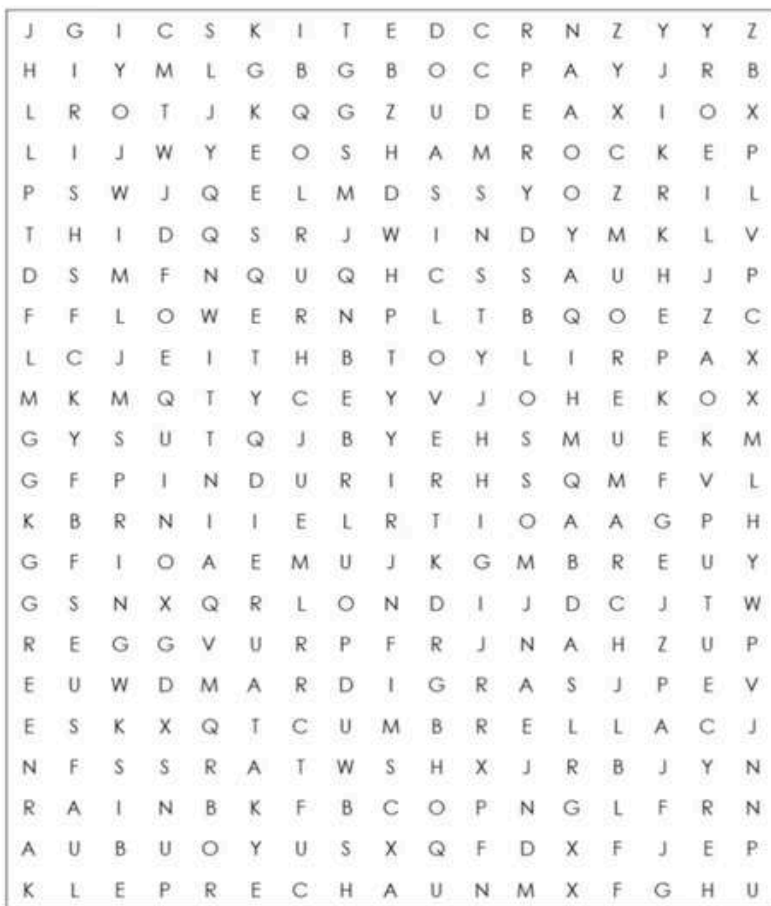 J G I C S K I T E D C R N Z Y Y Z
H I Y M L G B G B O C P A Y J R B
L R O T J K Q G Z U D E A X I O X
L I J W Y E O S H A M R O C K E P
P S W J Q E L M D S S Y O Z R I L
T H I D Q S R J W I N D Y M K L V
D S M F N Q U Q H C S S A U H J P
F F L O W E R N P L T B Q O E Z C
L C J E I T H B T O Y L I R P A X
M K M Q T Y C E Y V J O H E K O X
G Y S U T Q J B Y E H S M U E K M
G F P I N D U R I R H S Q M F V L
K B R N I I E L R T I O A A G P H
G F I O A E M U J K G M B R E U Y
G S N X Q R L O N D I J D C J T W
R E G G V U R P F R J N A H Z U P
E U W D M A R D I G R A S J P E V
E S K X Q T C U M B R E L L A C J
N F S S R A T W S H X J R B J Y N
R A I N B K F B C O P N G L F R N
A U B U O Y U S X Q F D X F J E P
K L E P R E C H A U N M X F G H U